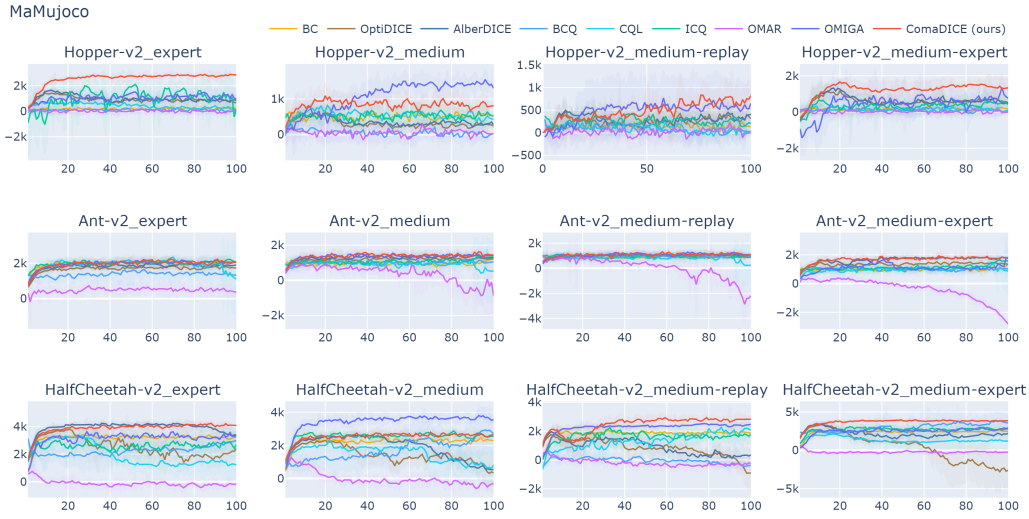 MaMujoco
BC OptiDICE AlberDICE BCQ CQL ICQ OMAR OMIGA ComaDICE (ours)
Hopper-v2_expert Hopper-v2_medium Hopper-v2_medium-replay Hopper-v2_medium-expert
2k 0 −2k 20 40 60 80 100
1k 0 20 40 60 80 100
1.5k 1k 500 0 −500 0 50 100
2k 0 −2k 20 40 60 80 100
Ant-v2_expert Ant-v2_medium Ant-v2_medium-replay Ant-v2_medium-expert
2k 0 20 40 60 80 100
2k 0 −2k 20 40 60 80 100
2k 0 −2k −4k 20 40 60 80 100
2k 0 −2k 20 40 60 80 100
HalfCheetah-v2_expert HalfCheetah-v2_medium HalfCheetah-v2_medium-replay HalfCheetah-v2_medium-expert
4k 2k 0 20 40 60 80 100
4k 2k 0 20 40 60 80 100
4k 2k 0 −2k 20 40 60 80 100
5k 0 −5k 20 40 60 80 100